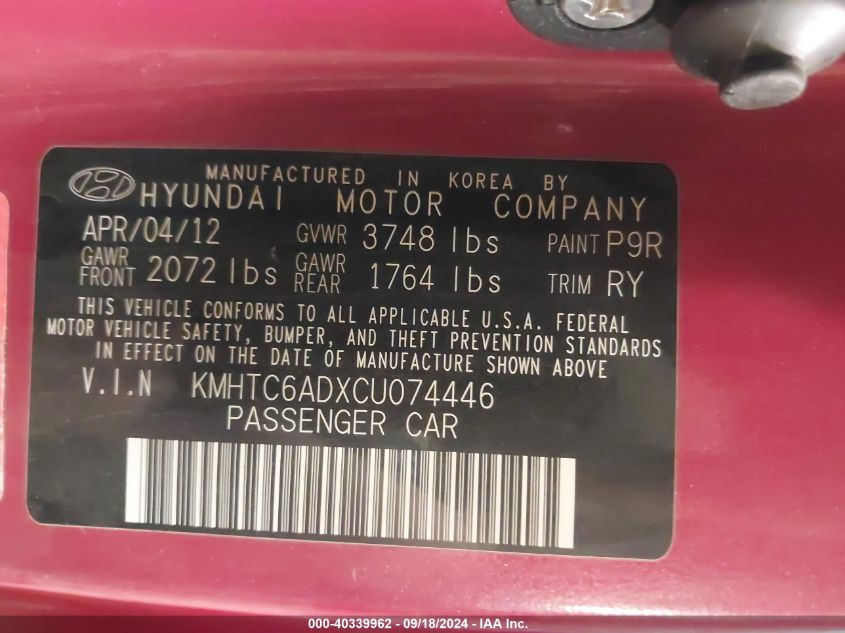 MANUFACTURED IN KOREA BY
HYUNDAI MOTOR COMPANY
APR/04/12 GVWR 3748 lbs PAINT P9R
GAWR FRONT 2072 lbs GAWR REAR 1764 lbs TRIM RY
THIS VEHICLE CONFORMS TO ALL APPLICABLE U.S.A. FEDERAL
MOTOR VEHICLE SAFETY, BUMPER, AND THEFT PREVENTION STANDARDS
IN EFFECT ON THE DATE OF MANUFACTURE SHOWN ABOVE
V.I.N KMHTC6ADXCU074446
PASSENGER CAR
000-40339962 - 09/18/2024 - IAA Inc.